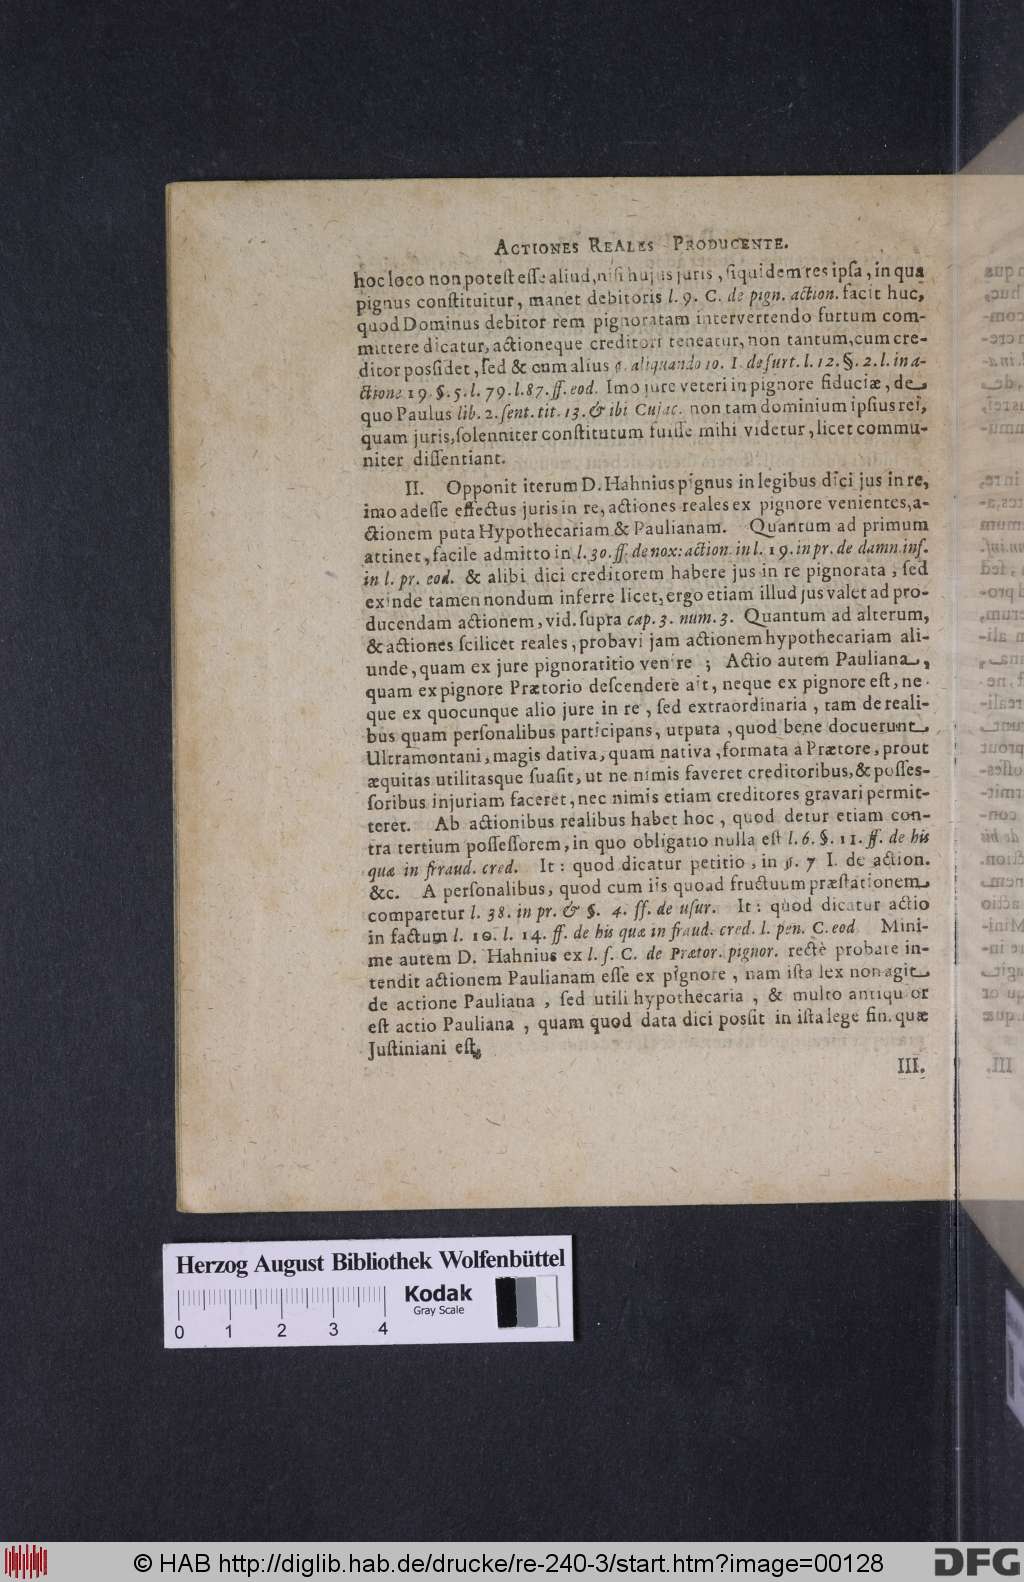 ACTIONES REALES PRODUCENTE.
hoc loco non potest esse aliud, nisi hujus juris, siquidem res ipsa, in qua
pignus constituitur, manet debitoris l. 9. C. de pign. action. facit huc,
quod Dominus debitor rem pignoratam intervertendo furtum com-
mittere dicatur, actioneque creditori teneatur, non tantum, cum cre-
ditor possidet, sed & cum alius §. aliquando 10. I. de furt. l. 12. §. 2. l. in a-
ctione 19. §. 5. l. 79. l. 87. ff. eod. Imo jure veteri in pignore fiduciæ, de
quo Paulus lib. 2. sent. tit. 13. & ibi Cujac. non tam dominium ipsius rei,
quam juris, solenniter constitutum fuisse mihi videtur, licet commu-
niter dissentiant.
II. Opponit iterum D. Hahnius pignus in legibus dici jus in re,
imo adesse effectus juris in re, actiones reales ex pignore venientes, a-
ctionem puta Hypothecariam & Paulianam. Quantum ad primum
attinet, facile admitto in l. 30. ff. de nox: action. in l. 19. in pr. de damn. inf.
in l. pr. eod. & alibi dici creditorem habere jus in re pignorata, sed
exinde tamen nondum inferre licet, ergo etiam illud jus valet ad pro-
ducendam actionem, vid. supra cap. 3. num. 3. Quantum ad alterum,
& actiones scilicet reales, probavi jam actionem hypothecariam ali-
unde, quam ex jure pignoratitio venire ; Actio autem Pauliana,
quam ex pignore Prætorio descendere ait, neque ex pignore est, ne-
que ex quocunque alio jure in re, sed extraordinaria, tam de reali-
bus quam personalibus participans, utputa, quod bene docuerunt
Ultramontani, magis dativa, quam nativa, formata à Prætore, prout
æquitas utilitasque suasit, ut ne nimis faveret creditoribus, & posses-
soribus injuriam faceret, nec nimis etiam creditores gravari permit-
teret. Ab actionibus realibus habet hoc, quod detur etiam con-
tra tertium possessorem, in quo obligatio nulla est l. 6. §. 11. ff. de his
quæ in fraud. cred. It: quod dicatur petitio, in §. 7 I. de action.
&c. A personalibus, quod cum iis quoad fructuum præstationem
comparetur l. 38. in pr. & §. 4. ff. de usur. It: quod dicatur actio
in factum l. 10. l. 14. ff. de his quæ in fraud. cred. l. pen. C. eod Mini-
me autem D. Hahnius ex l. f. C. de Prætor. pignor. rectè probare in-
tendit actionem Paulianam esse ex pignore, nam ista lex non agit
de actione Pauliana, sed utili hypothecaria, & multo antiqu or
est actio Pauliana, quam quod data dici possit in ista lege fin. quæ
Justiniani est.
III.
Herzog August Bibliothek Wolfenbüttel
Kodak
Gray Scale
0 1 2 3 4
© HAB http://diglib.hab.de/drucke/re-240-3/start.htm?image=00128
DFG